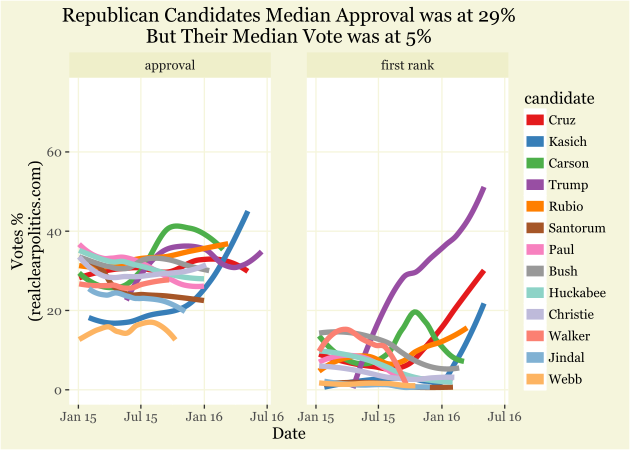 Republican Candidates Median Approval was at 29%
But Their Median Vote was at 5%
approval
first rank
Votes %
(realclearpolitics.com)
60
40
20
0
Jan 15
Jul 15
Jan 16
Jul 16
Jan 15
Jul 15
Jan 16
Jul 16
Date
candidate
Cruz
Kasich
Carson
Trump
Rubio
Santorum
Paul
Bush
Huckabee
Christie
Walker
Jindal
Webb